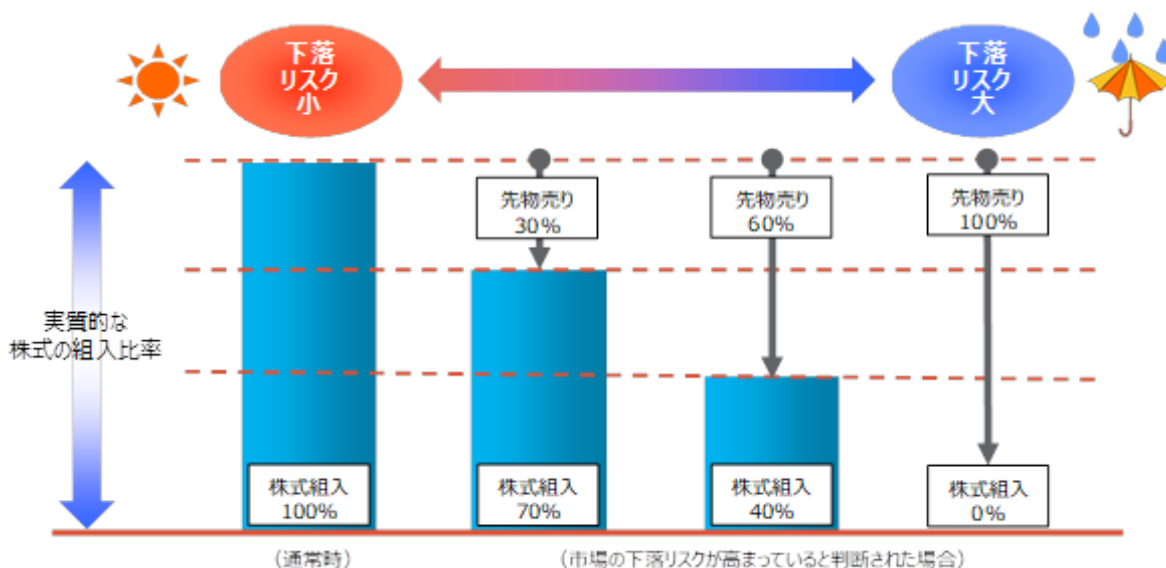 下落
リスク
小
下落
リスク
大
先物売り
30%
先物売り
60%
先物売り
100%
実質的な
株式の組入比率
株式組入
100%
株式組入
70%
株式組入
40%
株式組入
0%
（通常時）
（市場の下落リスクが高まっていると判断された場合）